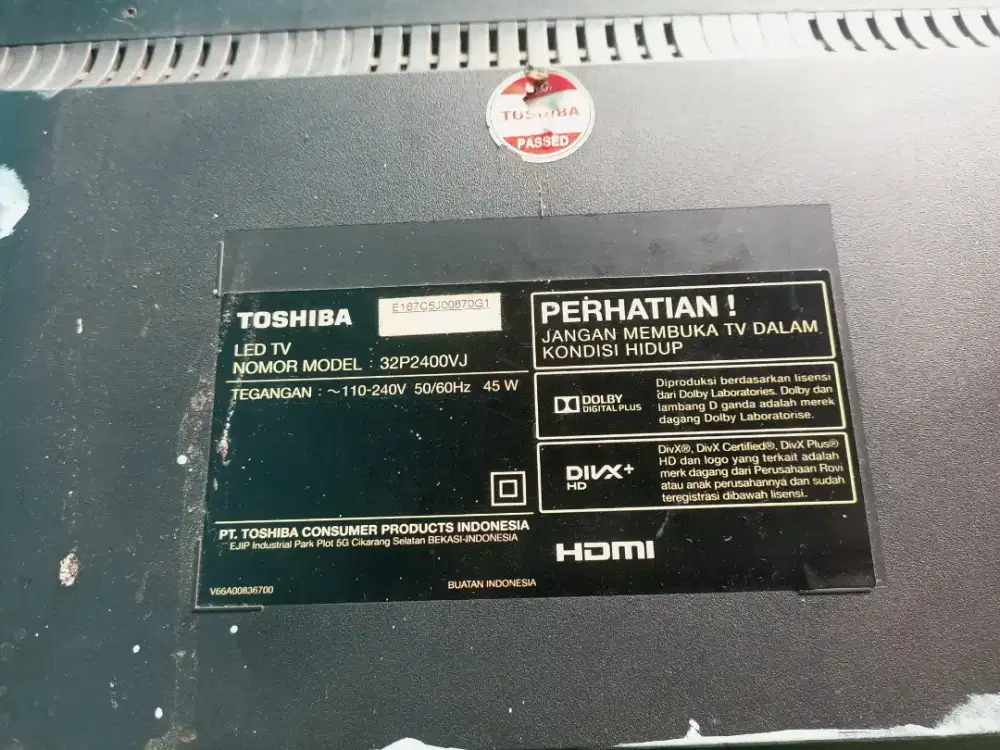 TOSHIBA
PASSED
TOSHIBA
E167C5J00870G1
LED TV
NOMOR MODEL : 32P2400VJ
TEGANGAN : ~110-240V 50/60Hz 45 W
PT. TOSHIBA CONSUMER PRODUCTS INDONESIA
EJIP Industrial Park Plot 5G Cikarang Selatan BEKASI-INDONESIA
V66A00836700
BUATAN INDONESIA
PERHATIAN !
JANGAN MEMBUKA TV DALAM
KONDISI HIDUP
DOLBY
DIGITAL PLUS
Diproduksi berdasarkan lisensi
dari Dolby Laboratories. Dolby dan
lambang D ganda adalah merek
dagang Dolby Laboratorise.
DIVX+
HD
DivX®, DivX Certified®, DivX Plus®
HD dan logo yang terkait adalah
merk dagang dari Perusahaan Rovi
atau anak perusahannya dan sudah
teregistrasi dibawah lisensi.
HDMI